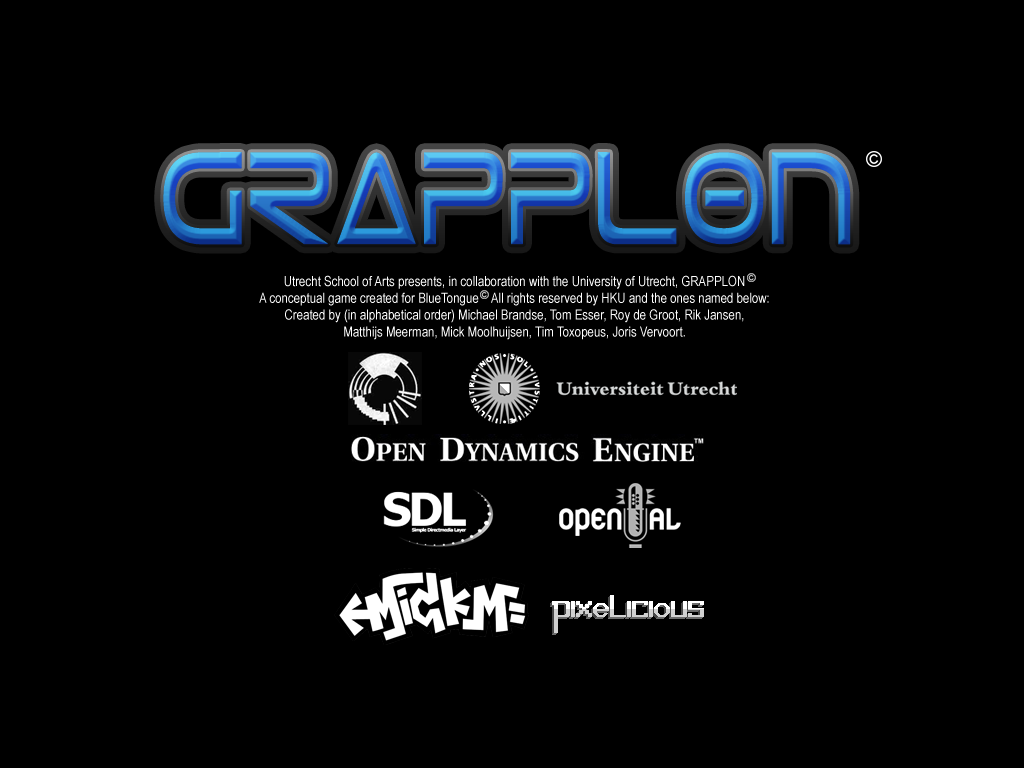 GRAPPLON ©
Utrecht School of Arts presents, in collaboration with the University of Utrecht, GRAPPLON ©
A conceptual game created for BlueTongue © All rights reserved by HKU and the ones named below:
Created by (in alphabetical order) Michael Brandse, Tom Esser, Roy de Groot, Rik Jansen,
Matthijs Meerman, Mick Moolhuijsen, Tim Toxopeus, Joris Vervoort.
Universiteit Utrecht
OPEN DYNAMICS ENGINE™
SDL
Simple Directmedia Layer
OPENAL
pixelicious